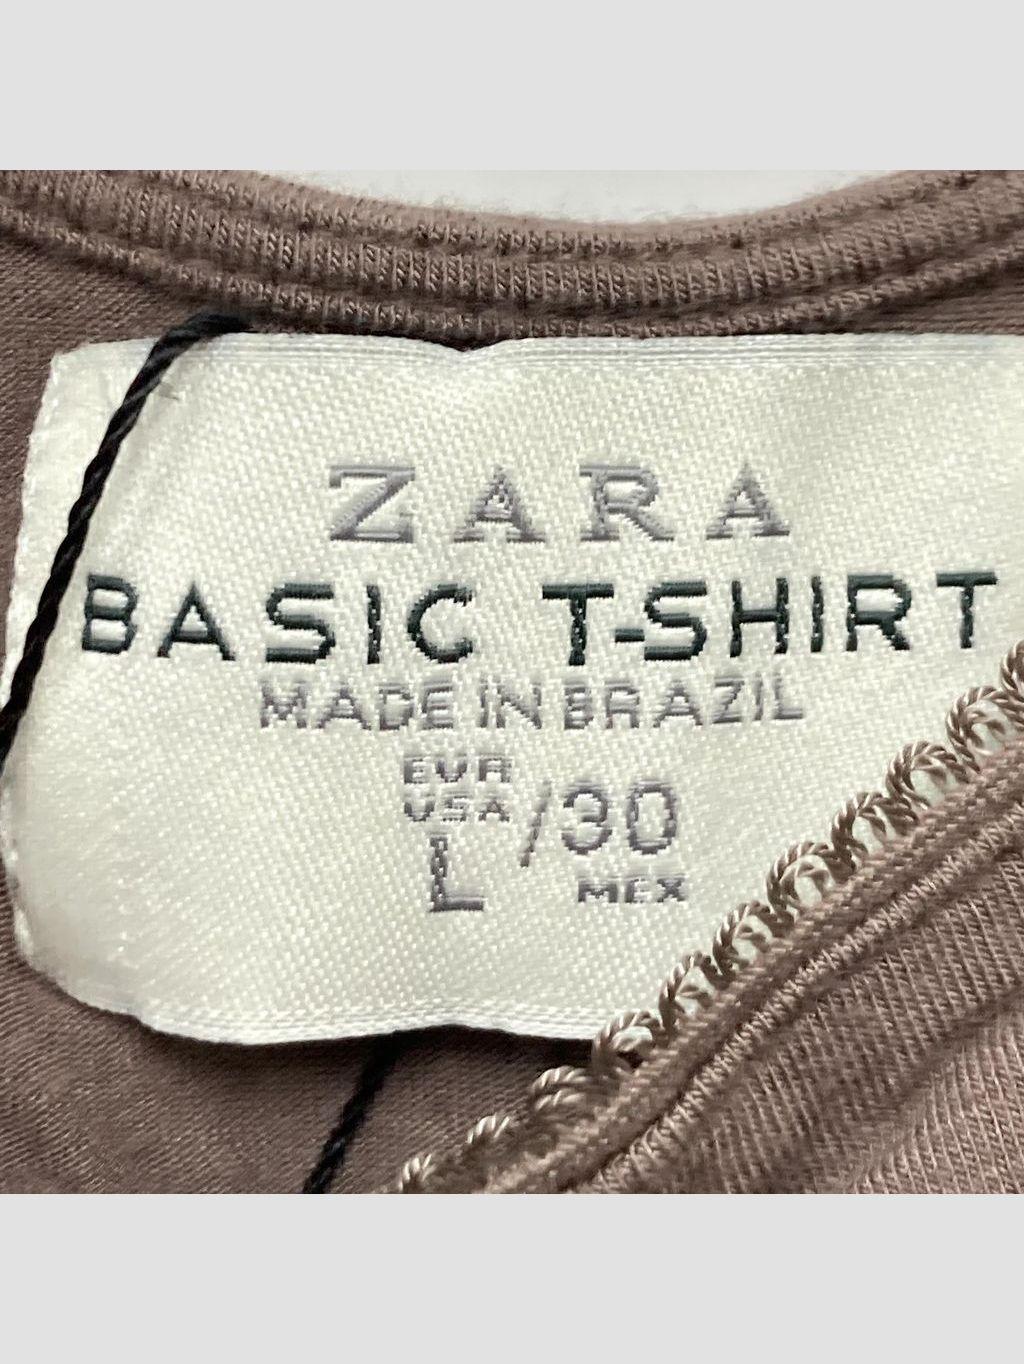 ZARA
BASIC T-SHIRT
MADE IN BRAZIL
EUR
USA
L
/30
MEX